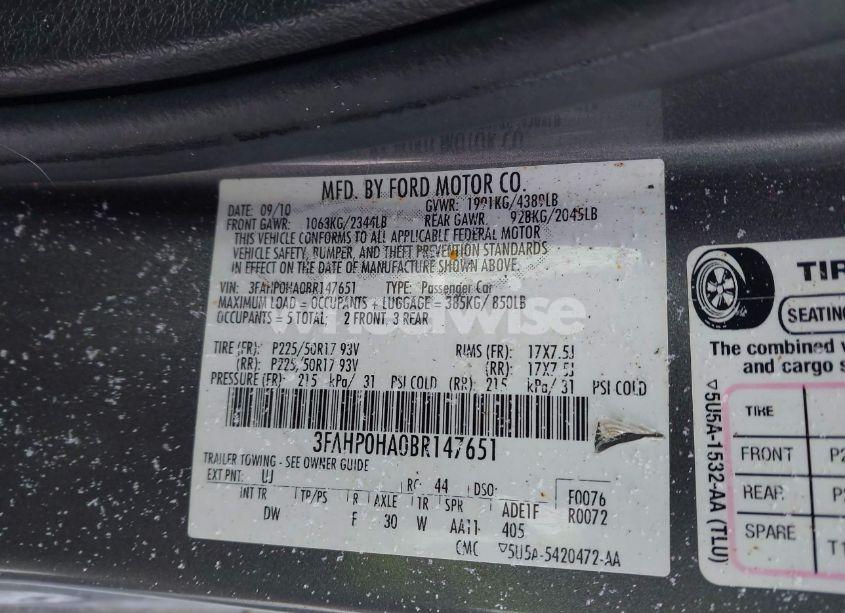 MFD. BY FORD MOTOR CO.
DATE: 09/10 GVWR: 1991KG/4389LB
FRONT GAWR: 1063KG/2344LB REAR GAWR: 928KG/2045LB
THIS VEHICLE CONFORMS TO ALL APPLICABLE FEDERAL MOTOR
VEHICLE SAFETY, BUMPER, AND THEFT PREVENTION STANDARDS
IN EFFECT ON THE DATE OF MANUFACTURE SHOWN ABOVE.
VIN: 3FAHP0HA0BR147651 TYPE: Passenger Car
MAXIMUM LOAD = OCCUPANTS + LUGGAGE = 385KG/ 850LB
OCCUPANTS = 5 TOTAL, 2 FRONT, 3 REAR
TIRE (FR): P225/50R17 93V RIMS (FR): 17X7.5J
(RR): P225/50R17 93V (RR): 17X7.5J
PRESSURE (FR): 215 kPa/ 31 PSI COLD (RR): 215 kPa/ 31 PSI COLD
3FAHP0HA0BR147651
TRAILER TOWING - SEE OWNER GUIDE
EXT PNT: UJ RC: 44 DSO: F0076
INT TR TP/PS R AXLE TR SPR ADE1F R0072
DW F 30 W AA11 405
CMC ▽5U5A-5420472-AA
▽5U5A-1532-AA (TLU)
TIR
SEATING
The combined
and cargo s
TIRE
FRONT P2
REAR P2
SPARE T1